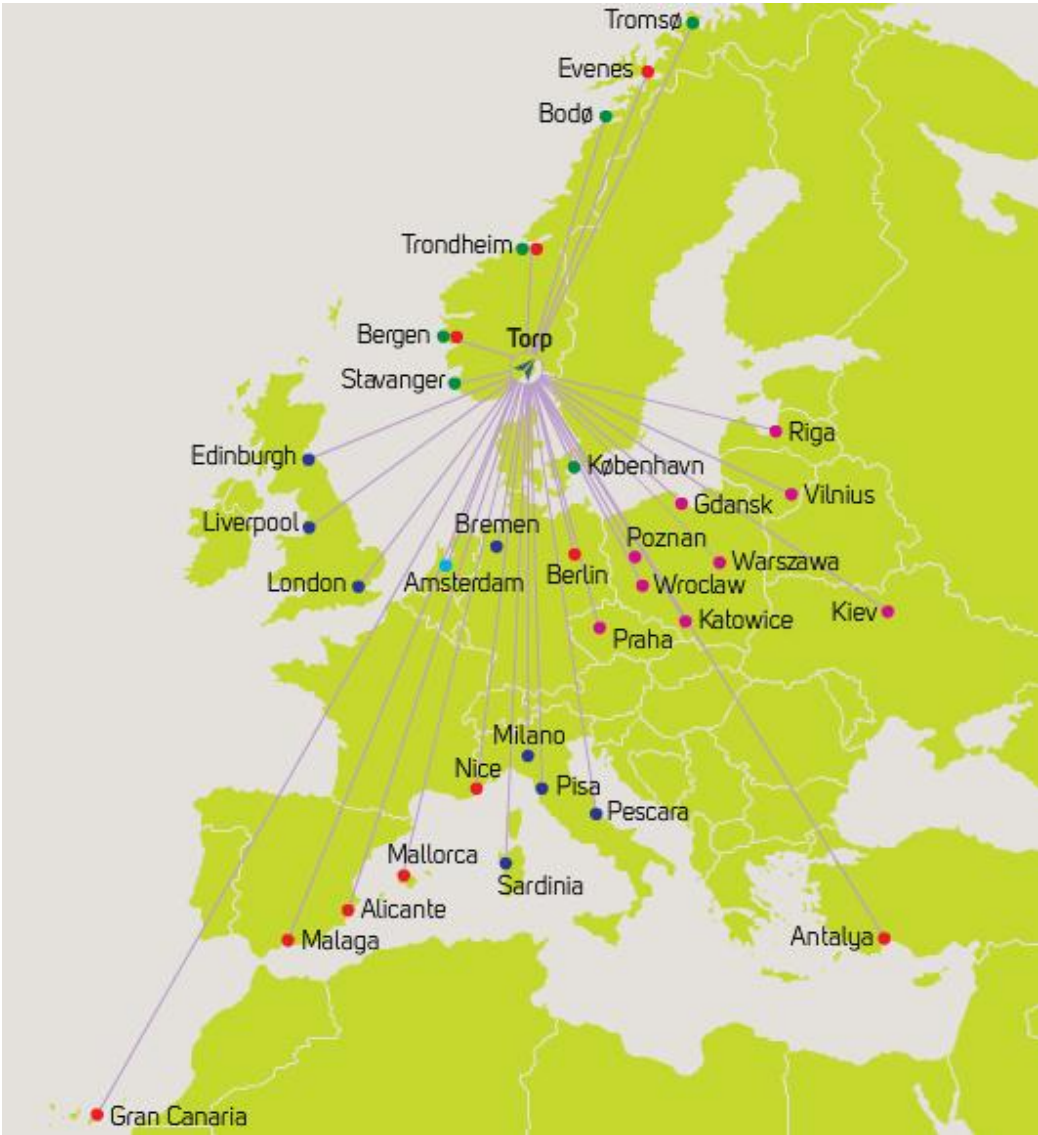 Tromsø
Evenes
Bodø
Trondheim
Bergen
Torp
Stavanger
Riga
Edinburgh
København
Vilnius
Gdansk
Liverpool
Bremen
Poznan
Warszawa
London
Amsterdam
Berlin
Wroclaw
Kiev
Katowice
Praha
Milano
Nice
Pisa
Pescara
Mallorca
Sardinia
Alicante
Malaga
Antalya
Gran Canaria